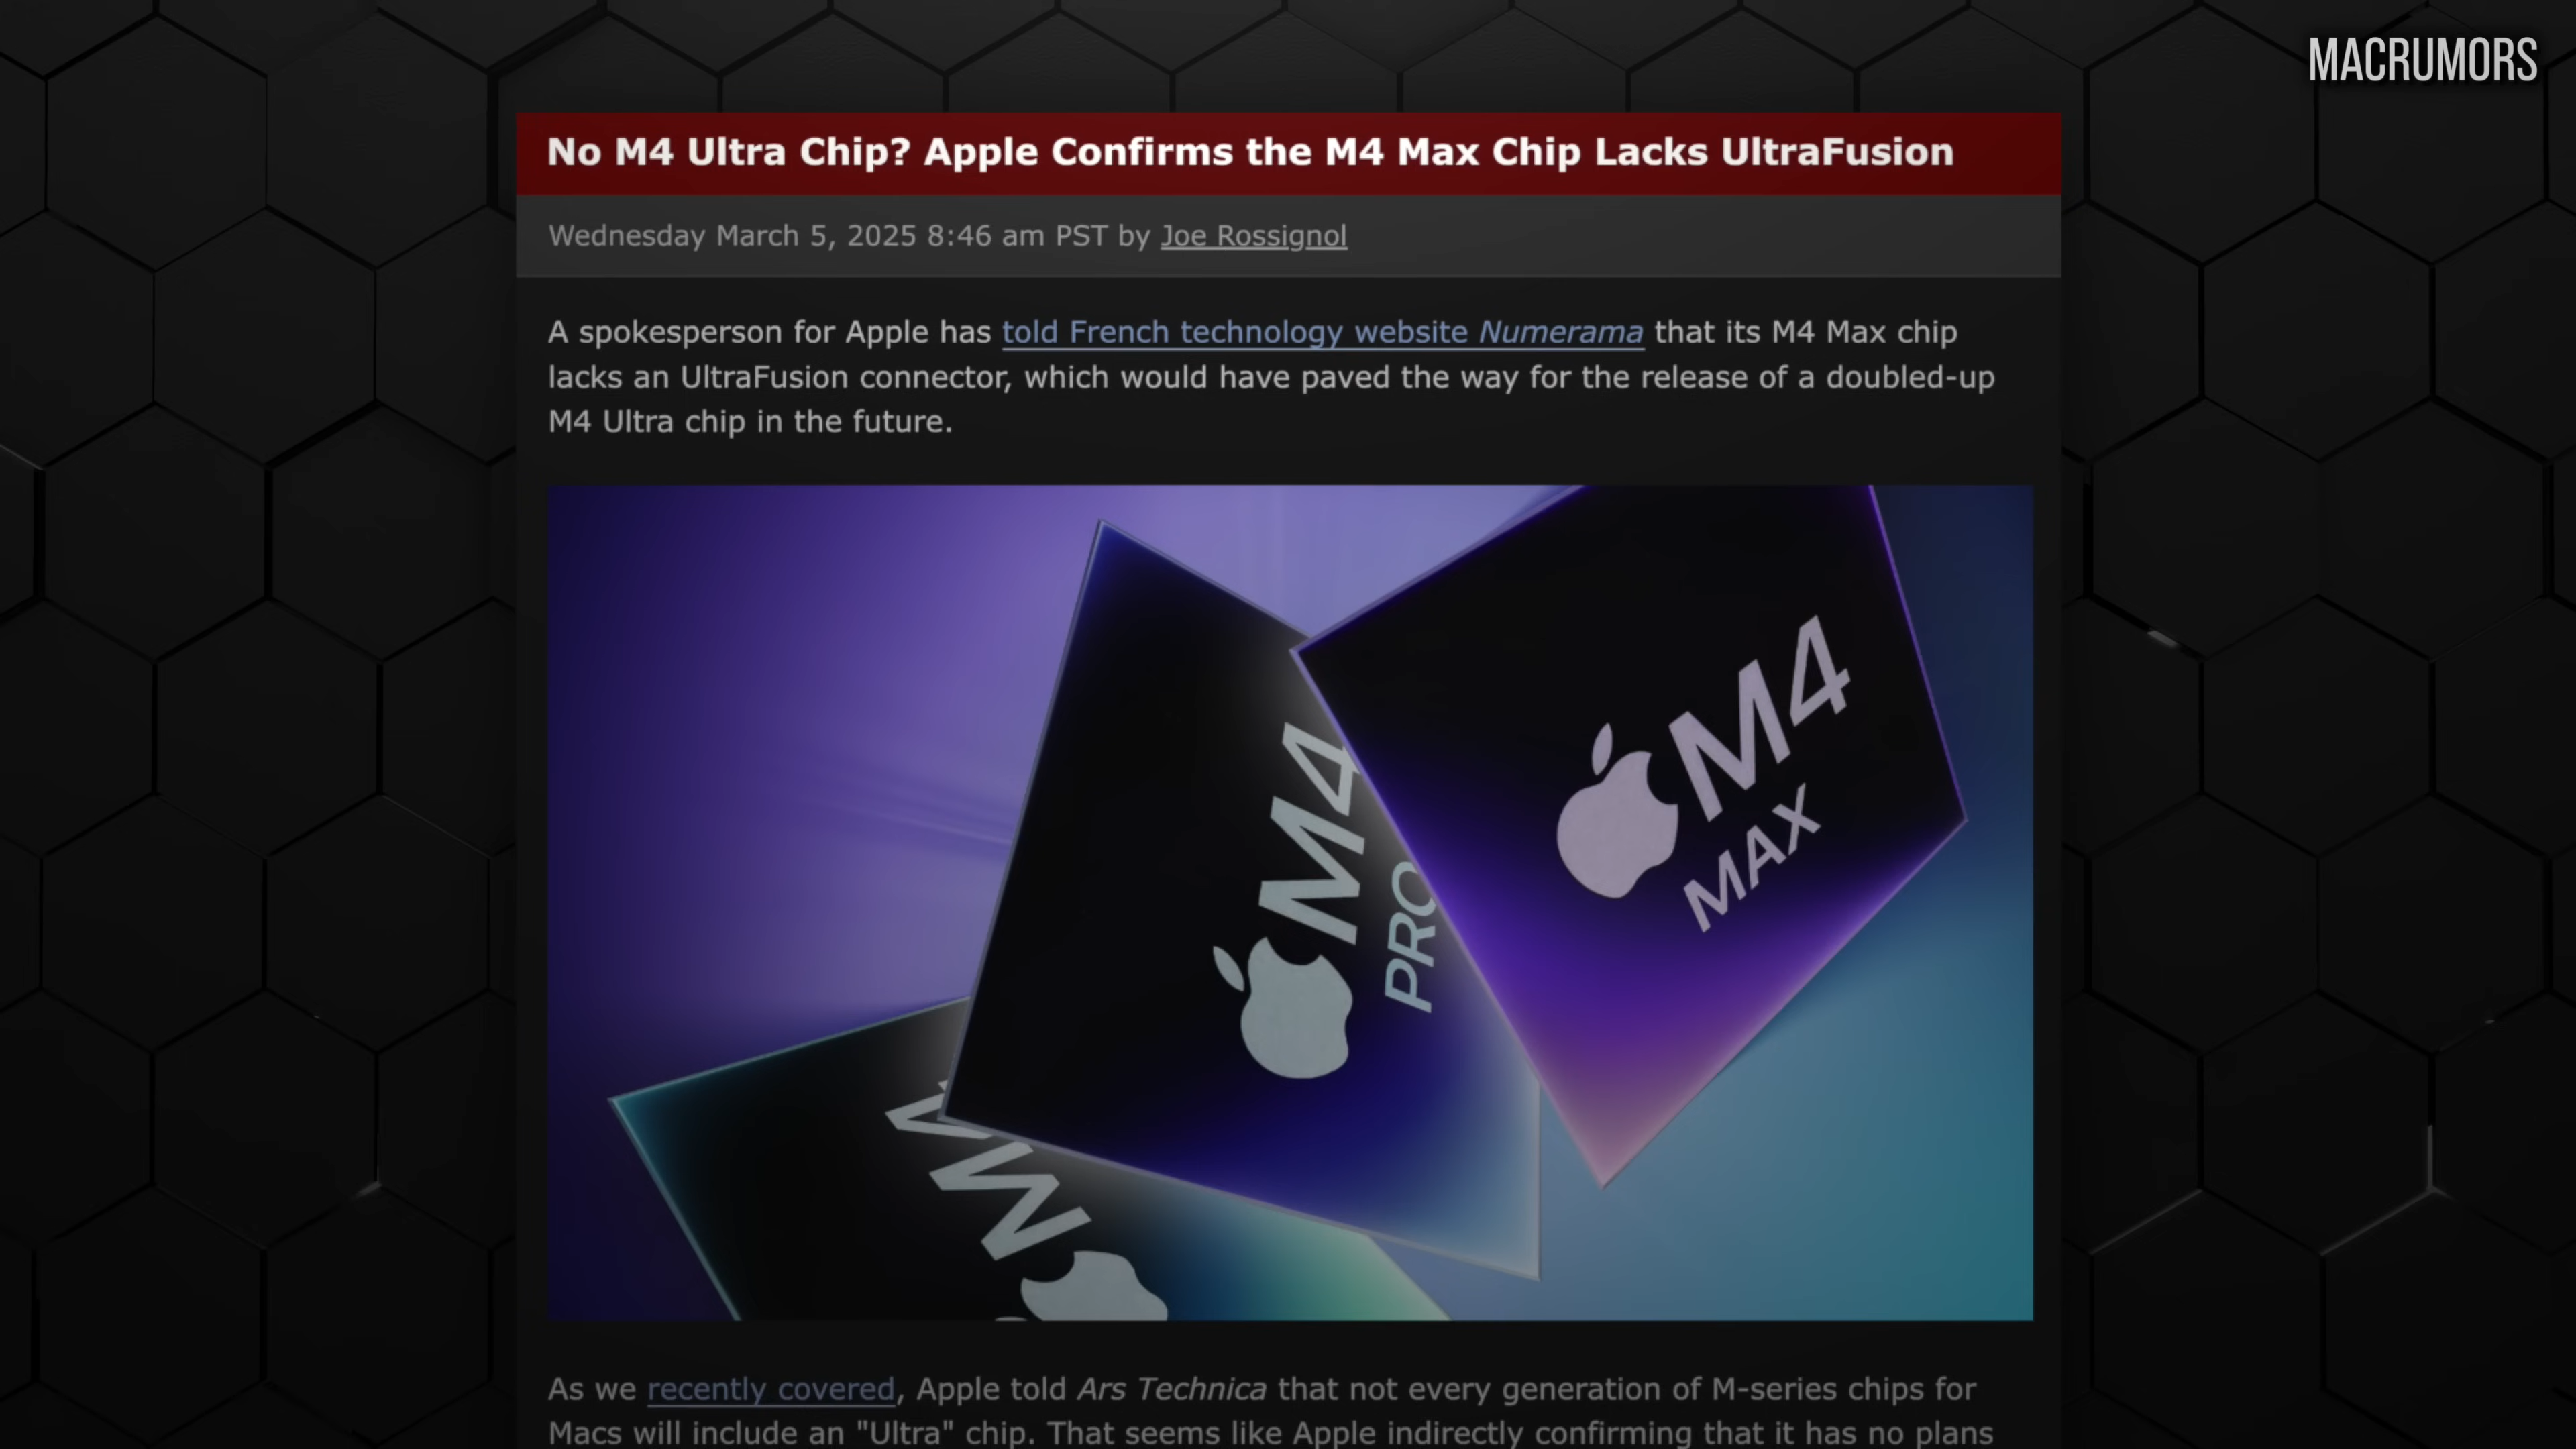 MACRUMORS
No M4 Ultra Chip? Apple Confirms the M4 Max Chip Lacks UltraFusion
Wednesday March 5, 2025 8:46 am PST by Joe Rossignol
A spokesperson for Apple has told French technology website Numerama that its M4 Max chip
lacks an UltraFusion connector, which would have paved the way for the release of a doubled-up
M4 Ultra chip in the future.
M4
MAX
M4
PRO
M
As we recently covered, Apple told Ars Technica that not every generation of M-series chips for
Macs will include an "Ultra" chip. That seems like Apple indirectly confirming that it has no plans